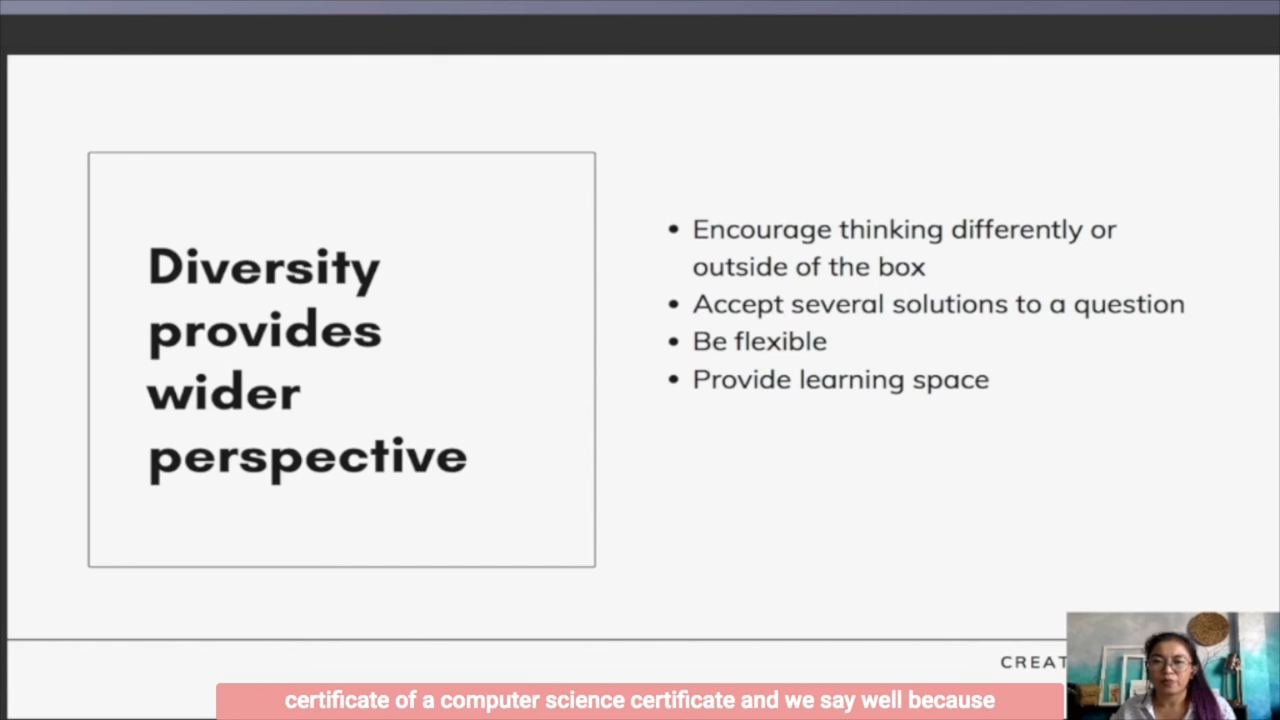 Diversity
provides
wider
perspective
• Encourage thinking differently or
outside of the box
• Accept several solutions to a question
• Be flexible
• Provide learning space
CREAT
certificate of a computer science certificate and we say well because